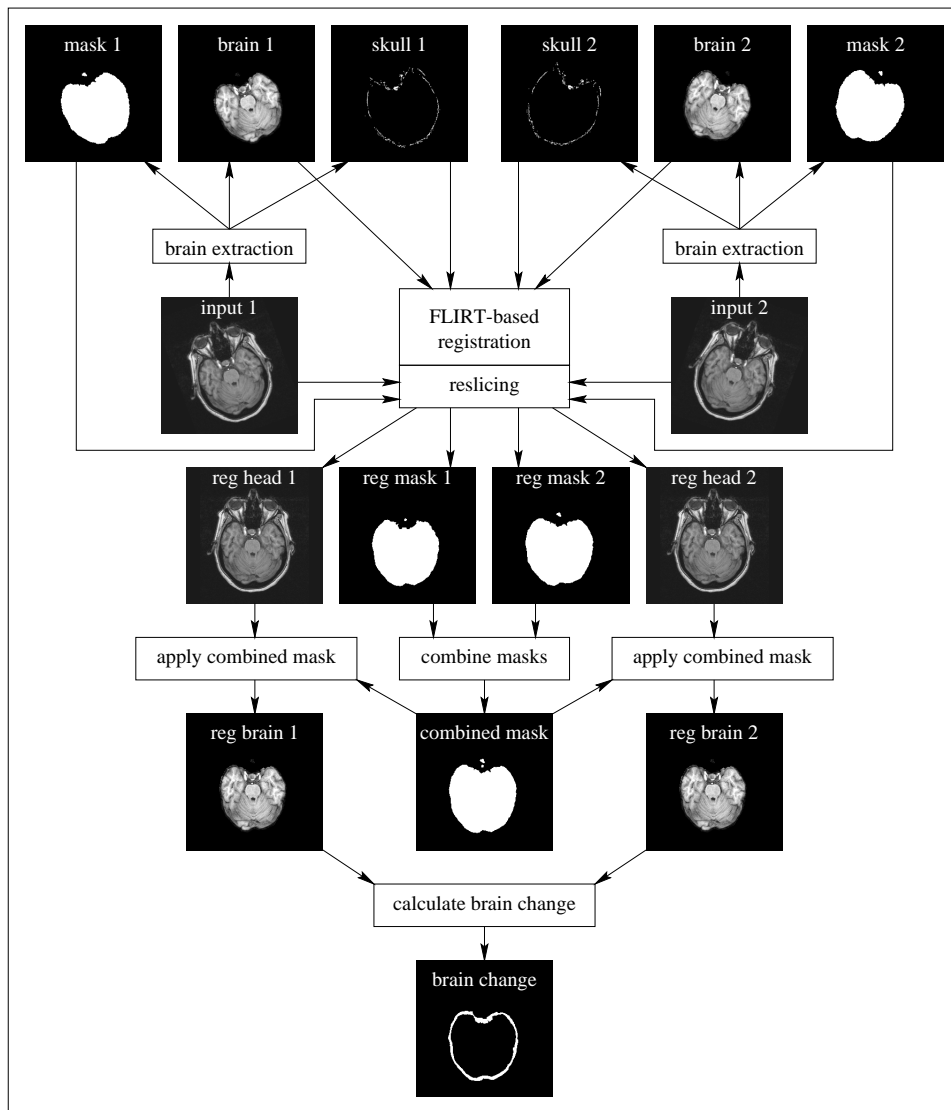 mask 1
brain 1
skull 1
skull 2
brain 2
mask 2
brain extraction
brain extraction
input 1
input 2
FLIRT-based
registration
reslicing
reg head 1
reg mask 1
reg mask 2
reg head 2
apply combined mask
combine masks
apply combined mask
reg brain 1
combined mask
reg brain 2
calculate brain change
brain change